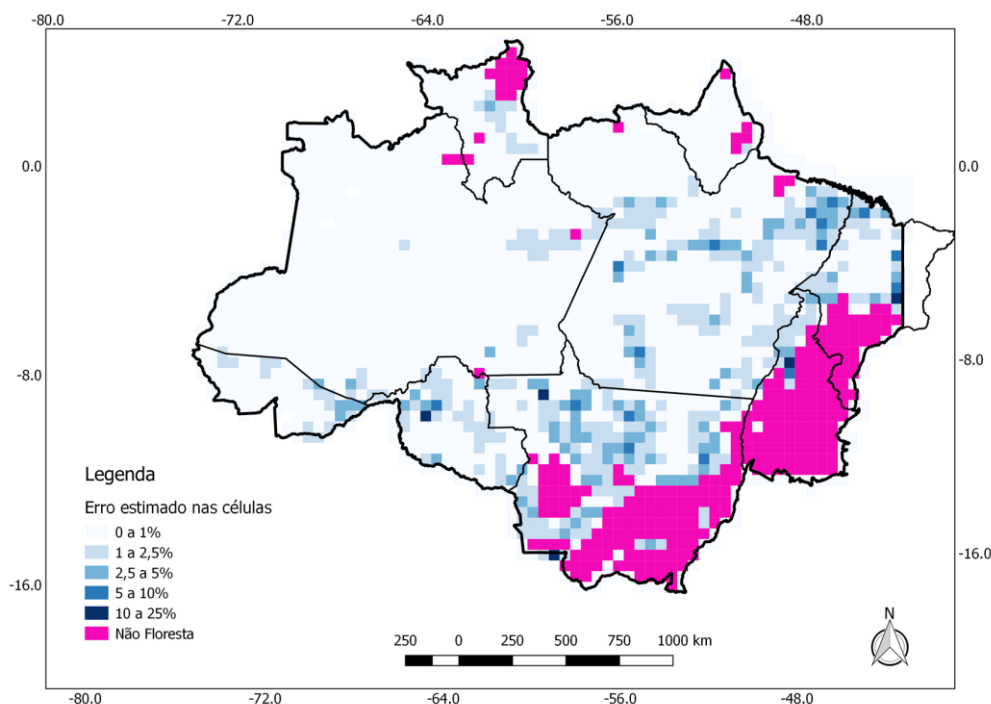 -80.0 -72.0 -64.0 -56.0 -48.0
0.0 0.0
-8.0 -8.0
-16.0 -16.0
Legenda
Erro estimado nas células
0 a 1%
1 a 2,5%
2,5 a 5%
5 a 10%
10 a 25%
Não Floresta
250 0 250 500 750 1000 km
N
-80.0 -72.0 -64.0 -56.0 -48.0